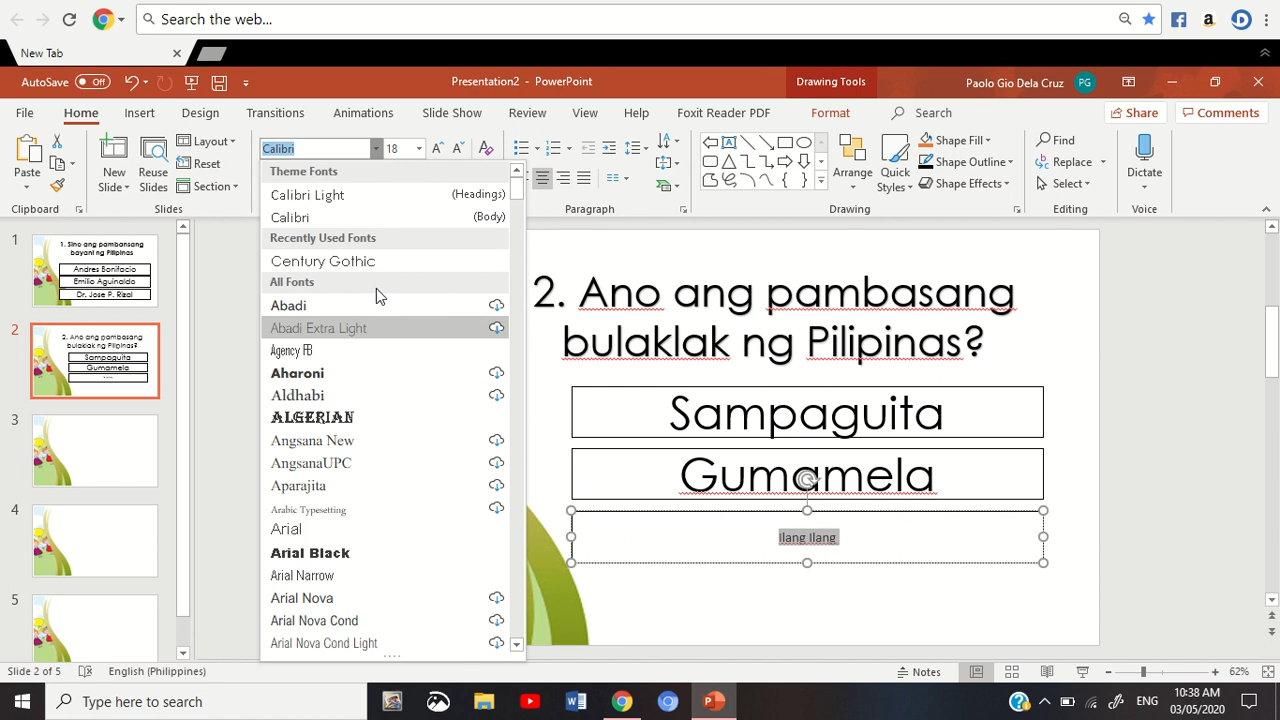 Search the web...
New Tab
AutoSave Off
Presentation2 - PowerPoint
Drawing Tools
Paolo Gio Dela Cruz PG
File Home Insert Design Transitions Animations Slide Show Review View Help Foxit Reader PDF Format Search Share Comments
Paste
Clipboard
New Slide
Reuse Slides
Layout
Reset
Section
Slides
Calibri 18
Paragraph
Arrange
Quick Styles
Shape Fill
Shape Outline
Shape Effects
Drawing
Find
Replace
Select
Editing
Dictate
Voice
Theme Fonts
Calibri Light (Headings)
Calibri (Body)
Recently Used Fonts
Century Gothic
All Fonts
Abadi
Abadi Extra Light
Agency FB
Aharoni
Aldhabi
ALGERIAN
Angsana New
AngsanaUPC
Aparajita
Arabic Typesetting
Arial
Arial Black
Arial Narrow
Arial Nova
Arial Nova Cond
Arial Nova Cond Light
1
1. Sino ang pambansang
bayani ng Pilipinas
Andres Bonifacio
Emilio Aguinaldo
Dr. Jose P. Rizal
2
2. Ano ang pambasang
bulaklak ng Pilipinas?
Sampaguita
Gumamela
3
4
5
2. Ano ang pambasang
bulaklak ng Pilipinas?
Sampaguita
Gumamela
Ilang Ilang
Slide 2 of 5 English (Philippines) Notes 62%
Type here to search
ENG
10:38 AM
03/05/2020